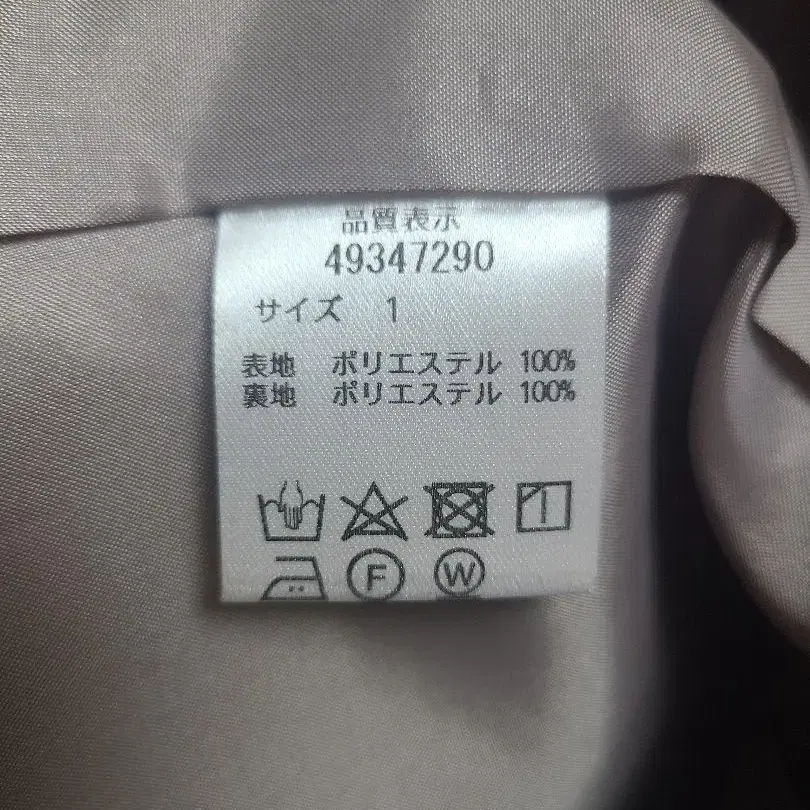 品質表示
49347290
サイズ 1
表地 ポリエステル 100%
裏地 ポリエステル 100%
F W